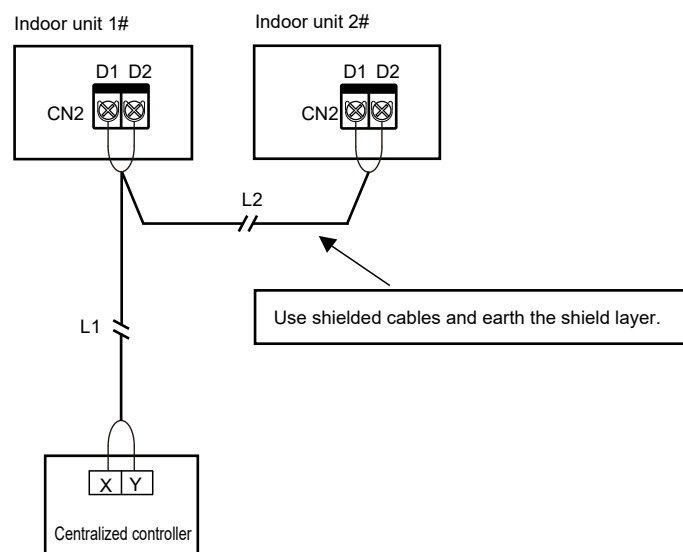 Indoor unit 1#
Indoor unit 2#
D1 D2
D1 D2
CN2
CN2
L2
Use shielded cables and earth the shield layer.
L1
X Y
Centralized controller